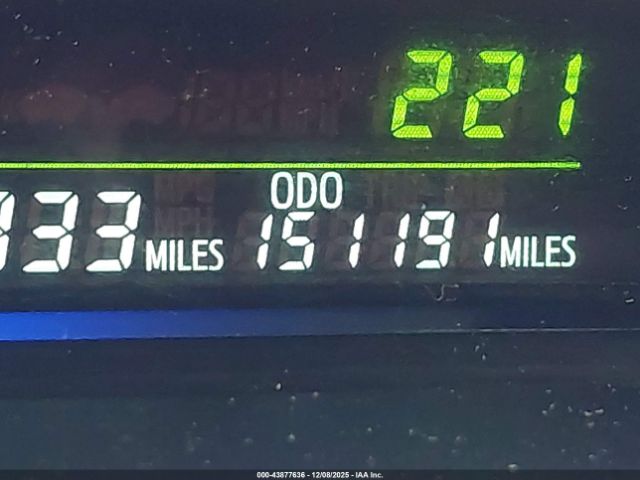 221
ODO
33 MILES 151191 MILES
000-43877636 - 12/08/2025 - IAA Inc.